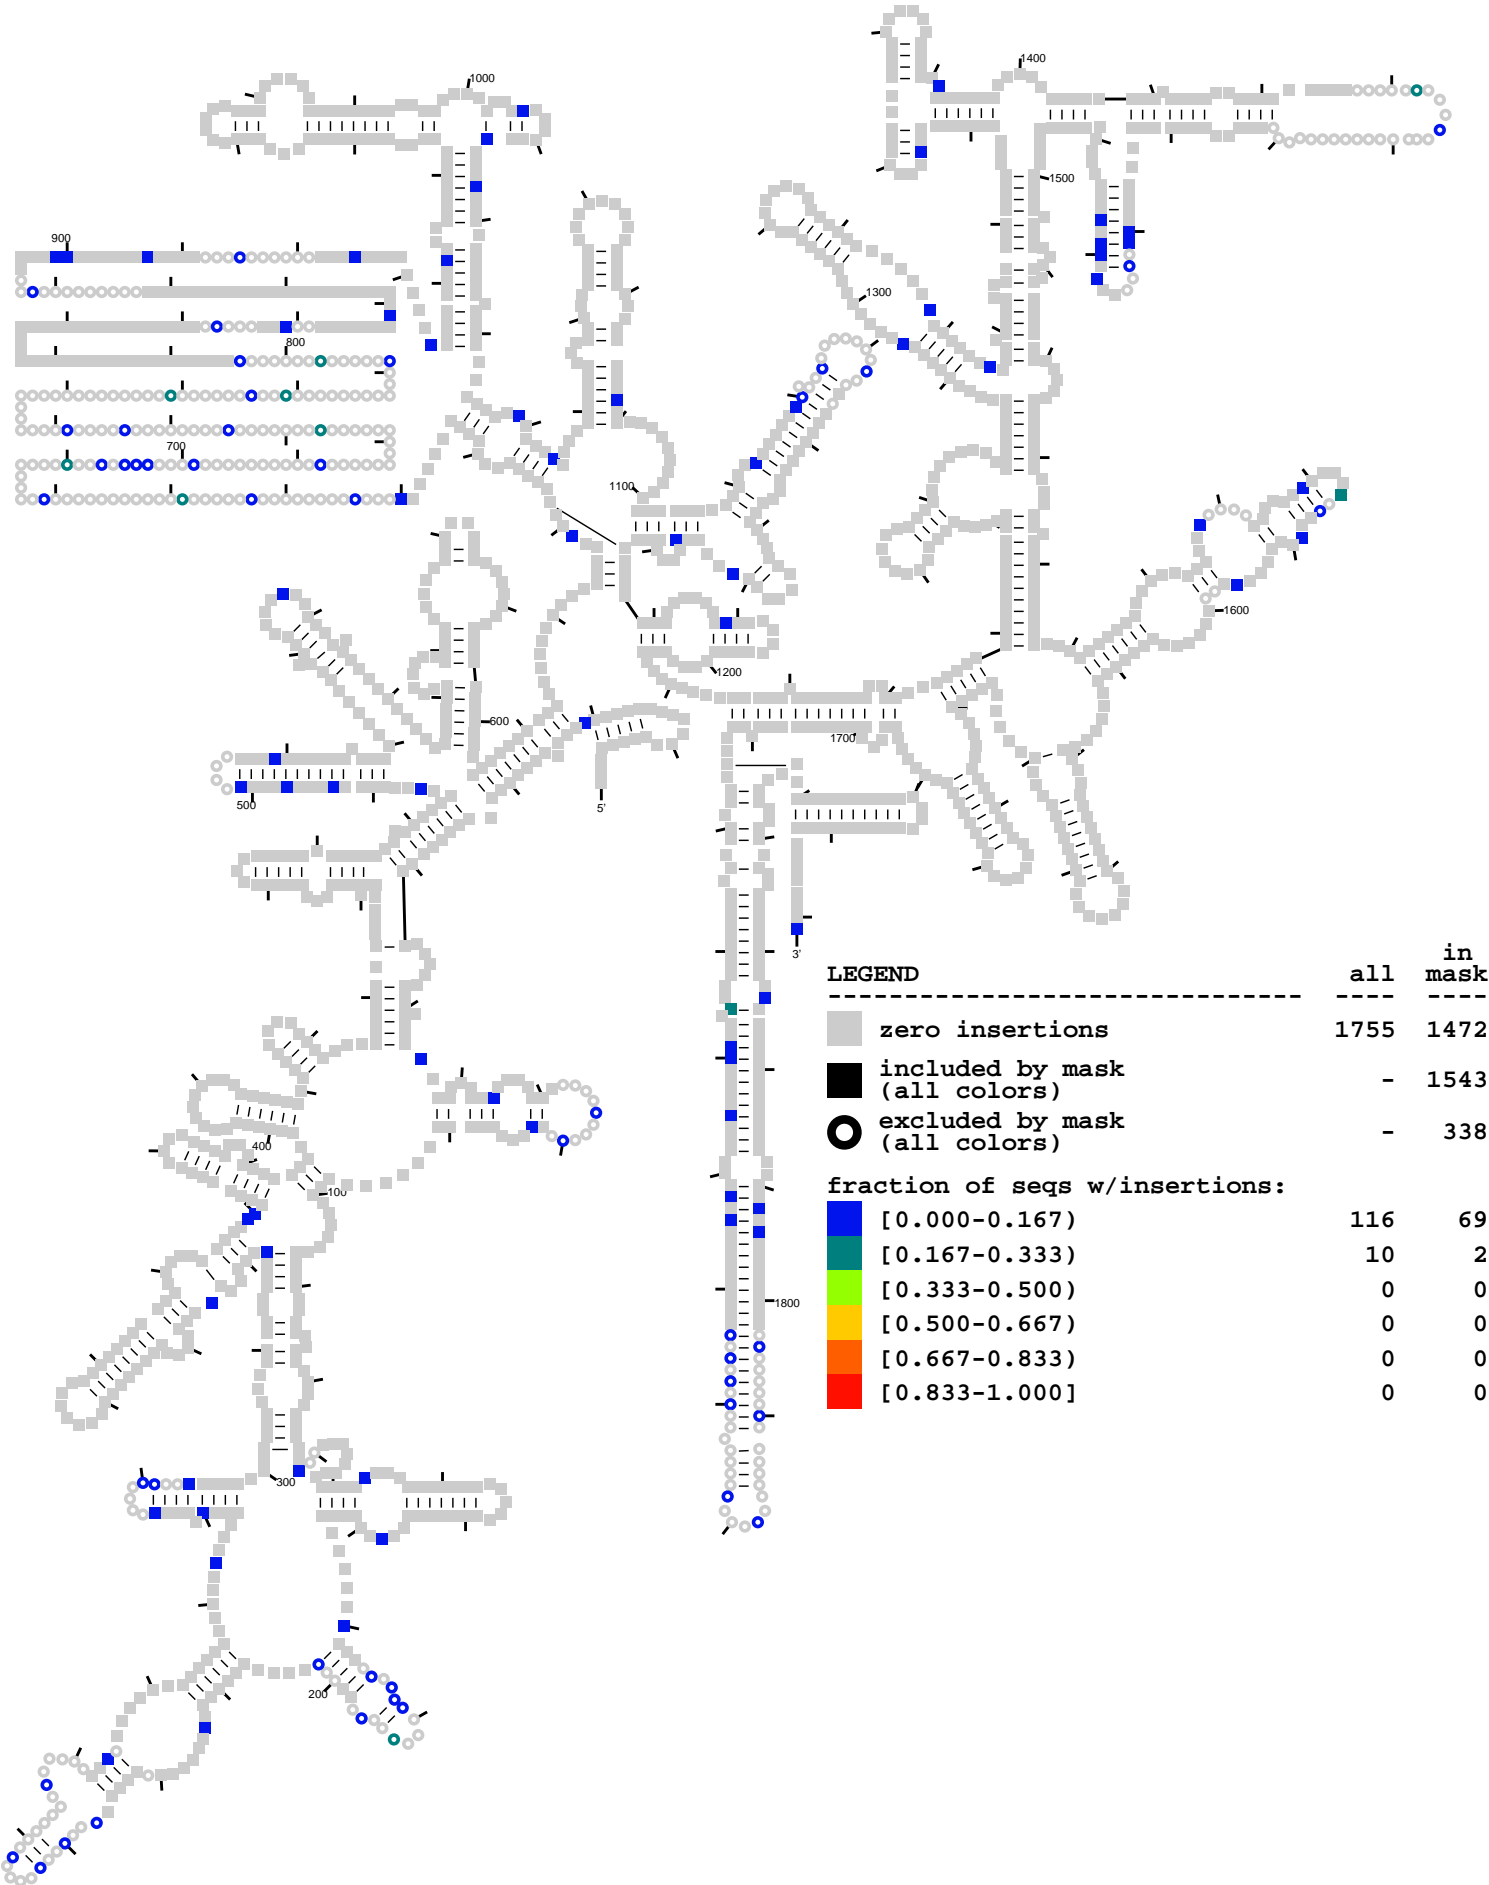 1400
1000
1500
900
1300
800
700
1100
1600
1200
600
1700
500
5'
3'
400
100
1800
300
200
LEGEND all in mask
------------------------------- ---- ----
zero insertions 1755 1472
included by mask
(all colors) - 1543
excluded by mask
(all colors) - 338
fraction of seqs w/insertions:
[0.000-0.167) 116 69
[0.167-0.333) 10 2
[0.333-0.500) 0 0
[0.500-0.667) 0 0
[0.667-0.833) 0 0
[0.833-1.000] 0 0